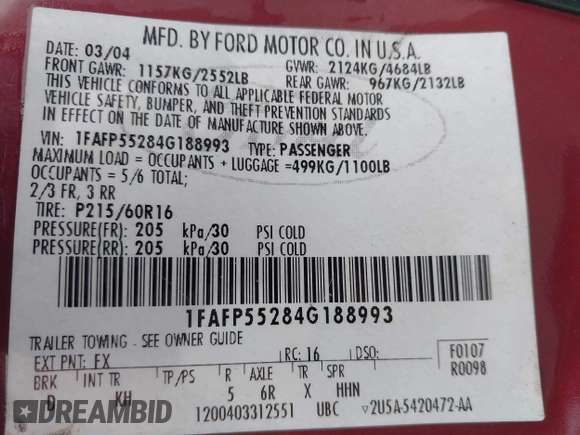 MFD. BY FORD MOTOR CO. IN U.S.A.
DATE: 03/04 GVWR: 2124KG/4684LB
FRONT GAWR: 1157KG/2552LB REAR GAWR: 967KG/2132LB
THIS VEHICLE CONFORMS TO ALL APPLICABLE FEDERAL MOTOR
VEHICLE SAFETY, BUMPER, AND THEFT PREVENTION STANDARDS
IN EFFECT ON THE DATE OF MANUFACTURE SHOWN ABOVE.
VIN: 1FAFP55284G188993 TYPE: PASSENGER
MAXIMUM LOAD = OCCUPANTS + LUGGAGE =499KG/1100LB
OCCUPANTS = 5/6 TOTAL;
2/3 FR, 3 RR
TIRE: P215/60R16
PRESSURE(FR): 205 kPa/30 PSI COLD
PRESSURE(RR): 205 kPa/30 PSI COLD
1FAFP55284G188993
TRAILER TOWING - SEE OWNER GUIDE
EXT PNT: FX RC: 16 DSO: F0107
BRK INT TR TP/PS R AXLE TR SPR R0098
D KH 5 6R X HHN
1200403312551 UBC ▽2U5A-5420472-AA
DREAMBID